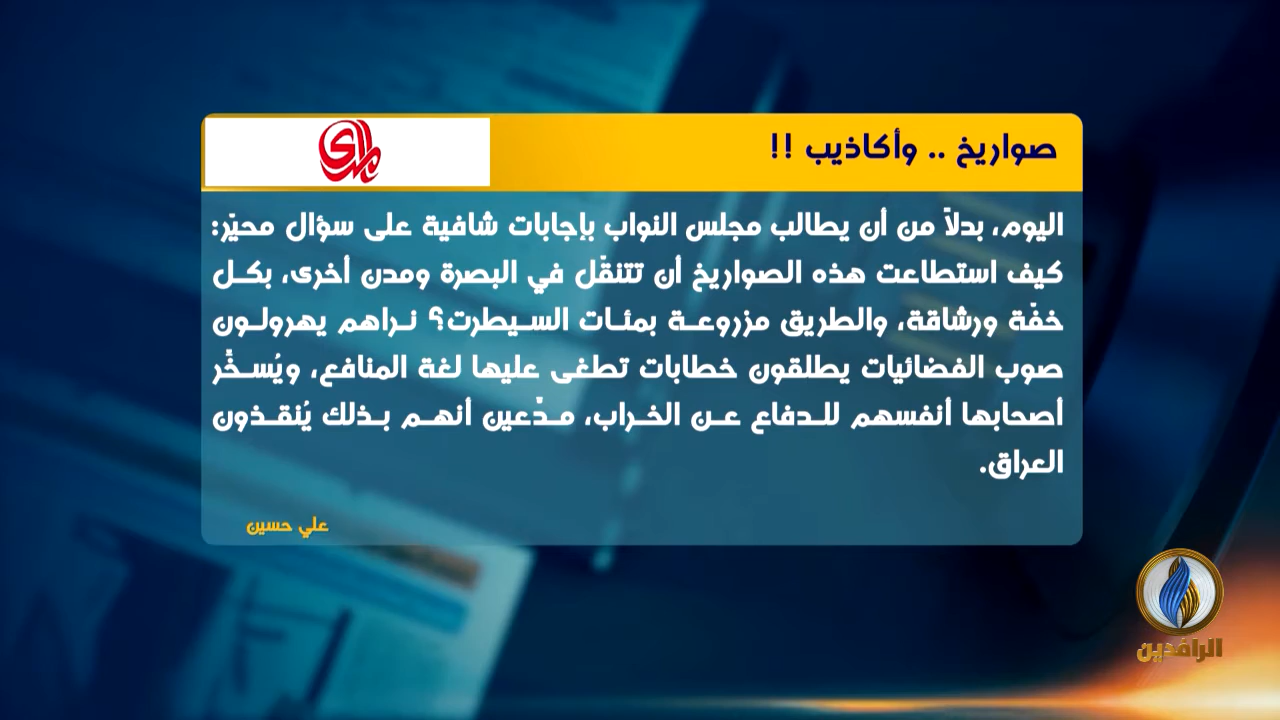 صواريخ .. وأكاذيب !!
المدى
اليوم، بدلاً من أن يطالب مجلس النواب بإجابات شافية على سؤال محيّر:
كيف استطاعت هذه الصواريخ أن تتنقّل في البصرة ومدن أخرى، بكل
خفّة ورشاقة، والطريق مزروعة بمئات السيطرت؟ نراهم يهرولون
صوب الفضائيات يطلقون خطابات تطغى عليها لغة المنافع، ويُسخَّر
أصحابها أنفسهم للدفاع عن الخراب، مدّعين أنهم بذلك يُنقذون
العراق.
علي حسين
الرافدين